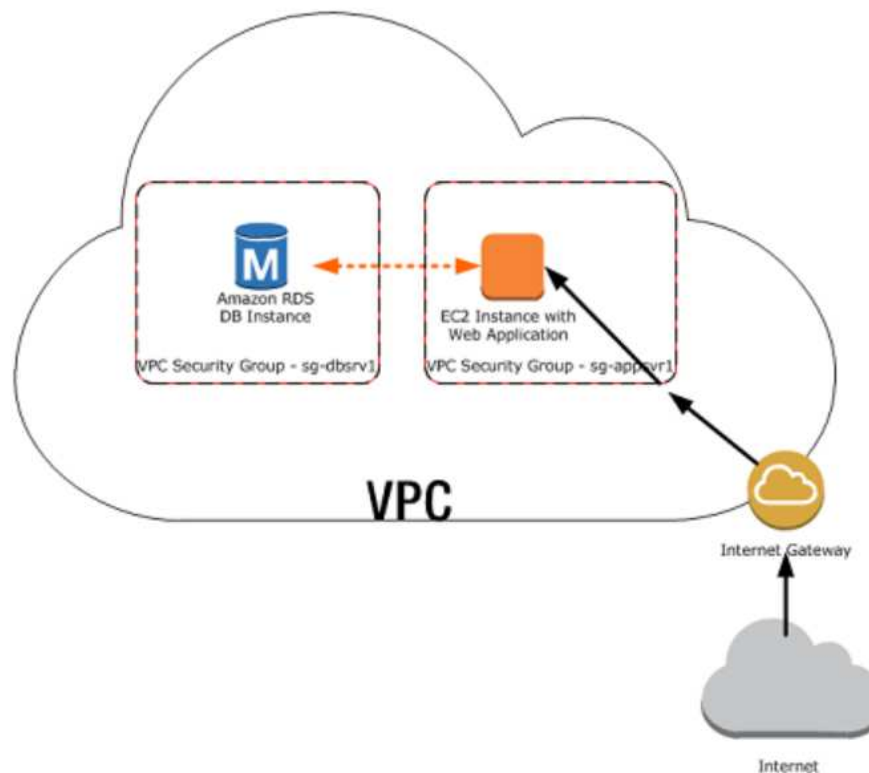 M
Amazon RDS
DB Instance
EC2 Instance with
Web Application
VPC Security Group - sg-dbsrv1
VPC Security Group - sg-appsvr1
VPC
Internet Gateway
Internet